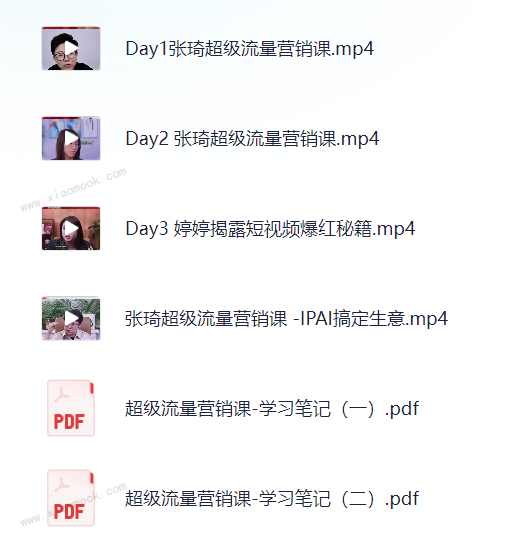 Day1张琦超级流量营销课.mp4
Day2 张琦超级流量营销课.mp4
www.xiaomook.com
Day3 婷婷揭露短视频爆红秘籍.mp4
张琦超级流量营销课 -IPAI搞定生意.mp4
PDF
超级流量营销课-学习笔记（一）.pdf
PDF
超级流量营销课-学习笔记（二）.pdf
www.xiaomook.com